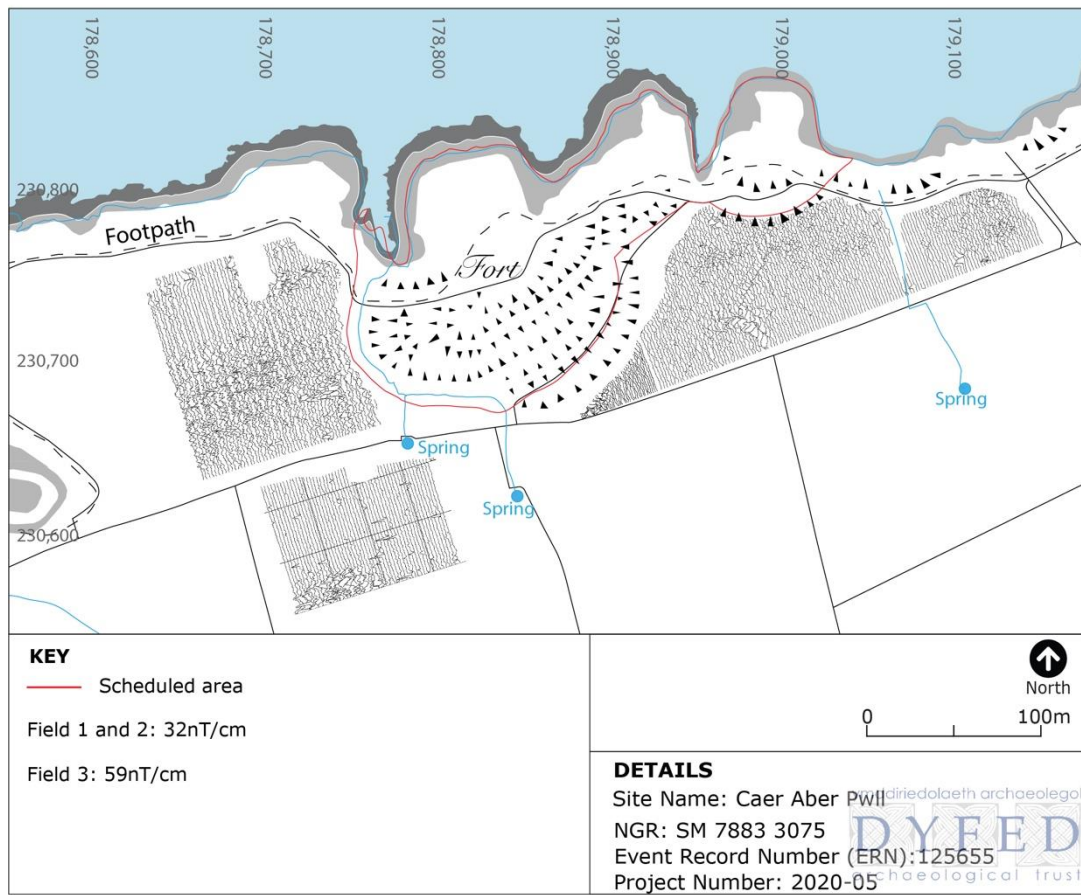 178,600
178,700
178,800
178,900
179,000
179,100
230,800
Footpath
Fort
230,700
Spring
Spring
Spring
230,600
KEY
Scheduled area
Field 1 and 2: 32nT/cm
Field 3: 59nT/cm
North
0 100m
DETAILS
Site Name: Caer Aber Pwll
NGR: SM 7883 3075
Event Record Number (ERN):125655
Project Number: 2020-05
archaeolegol
DYFED
archaeological trust